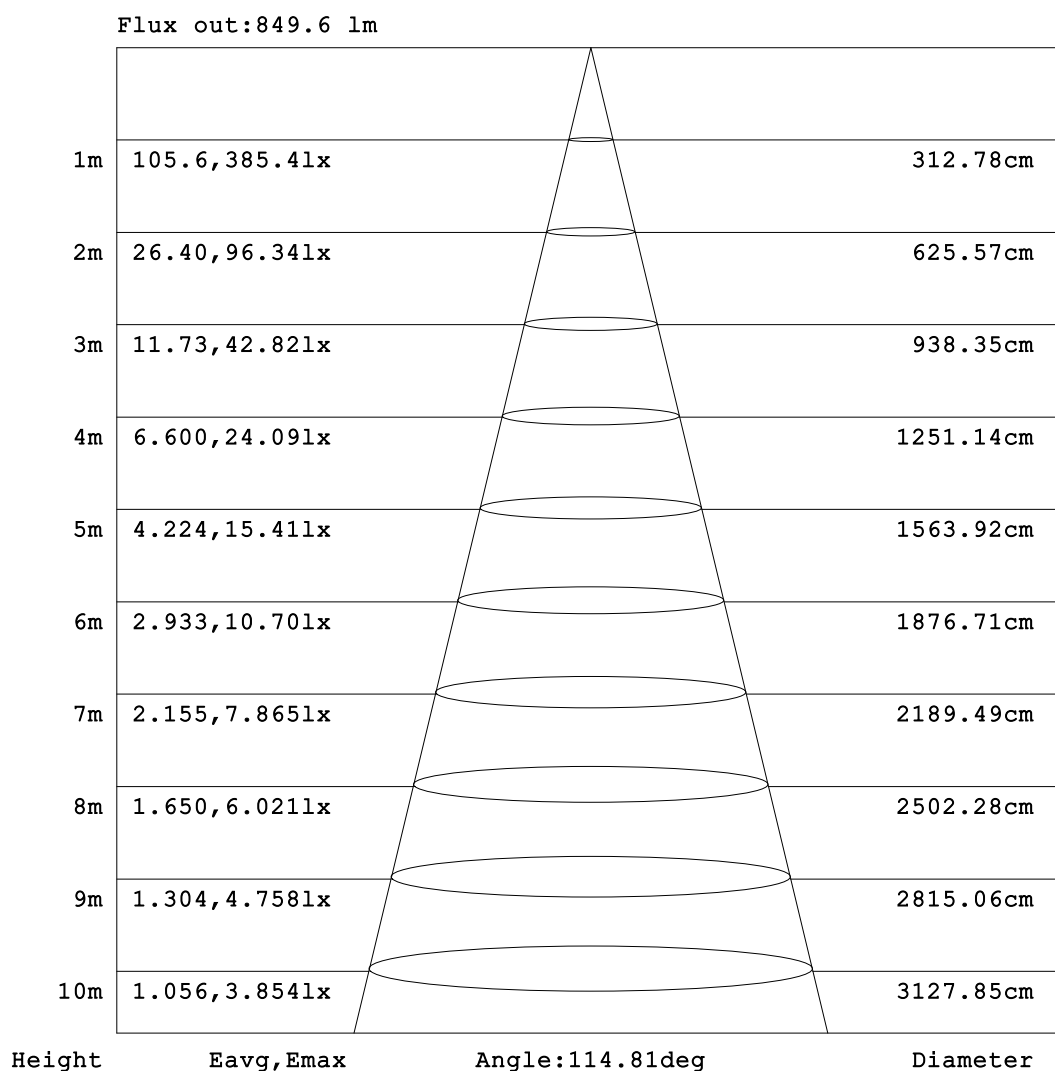 Flux out:849.6 lm
1m 105.6,385.4lx 312.78cm
2m 26.40,96.34lx 625.57cm
3m 11.73,42.82lx 938.35cm
4m 6.600,24.09lx 1251.14cm
5m 4.224,15.41lx 1563.92cm
6m 2.933,10.70lx 1876.71cm
7m 2.155,7.865lx 2189.49cm
8m 1.650,6.021lx 2502.28cm
9m 1.304,4.758lx 2815.06cm
10m 1.056,3.854lx 3127.85cm
Height Eavg,Emax Angle:114.81deg Diameter